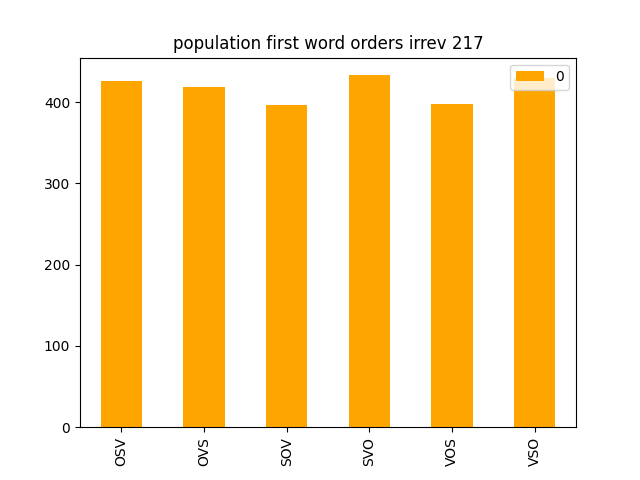 population first word orders irrev 217
0
400
300
200
100
0
OSV
OVS
SOV
SVO
VOS
VSO